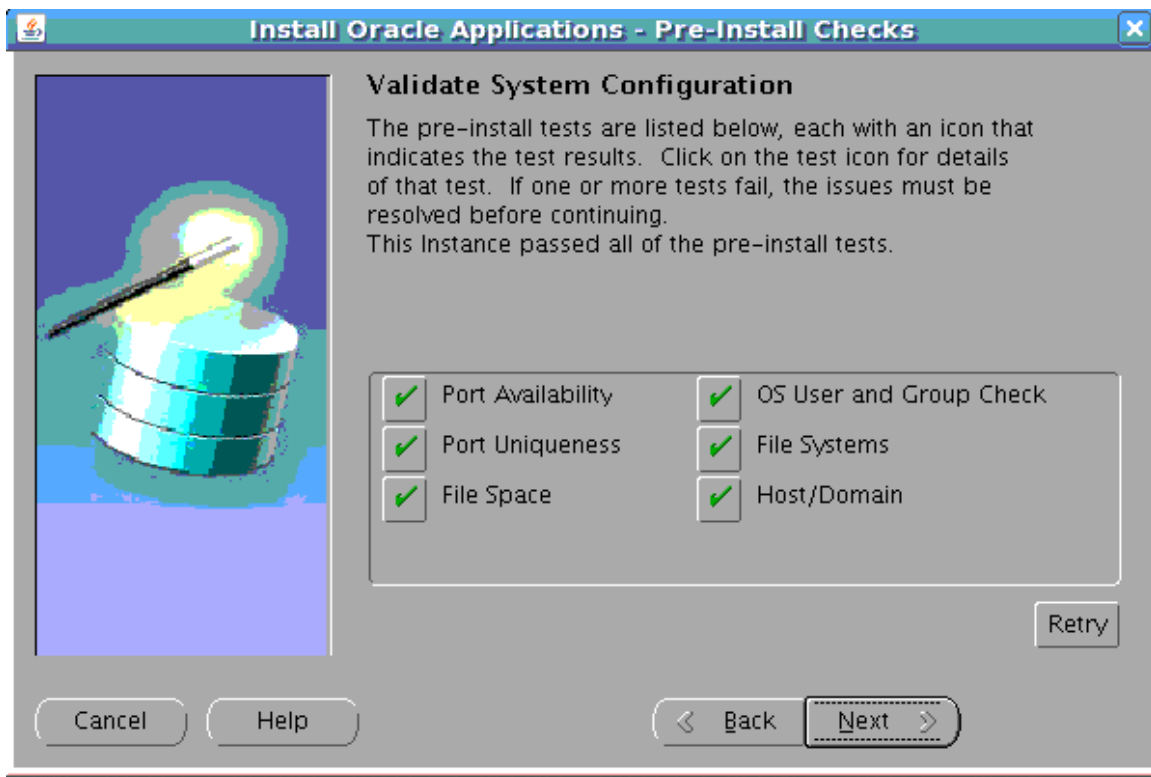 Install Oracle Applications - Pre-Install Checks
Validate System Configuration
The pre-install tests are listed below, each with an icon that
indicates the test results.  Click on the test icon for details
of that test.  If one or more tests fail, the issues must be
resolved before continuing.
This Instance passed all of the pre-install tests.
Port Availability
OS User and Group Check
Port Uniqueness
File Systems
File Space
Host/Domain
Retry
Cancel
Help
Back
Next